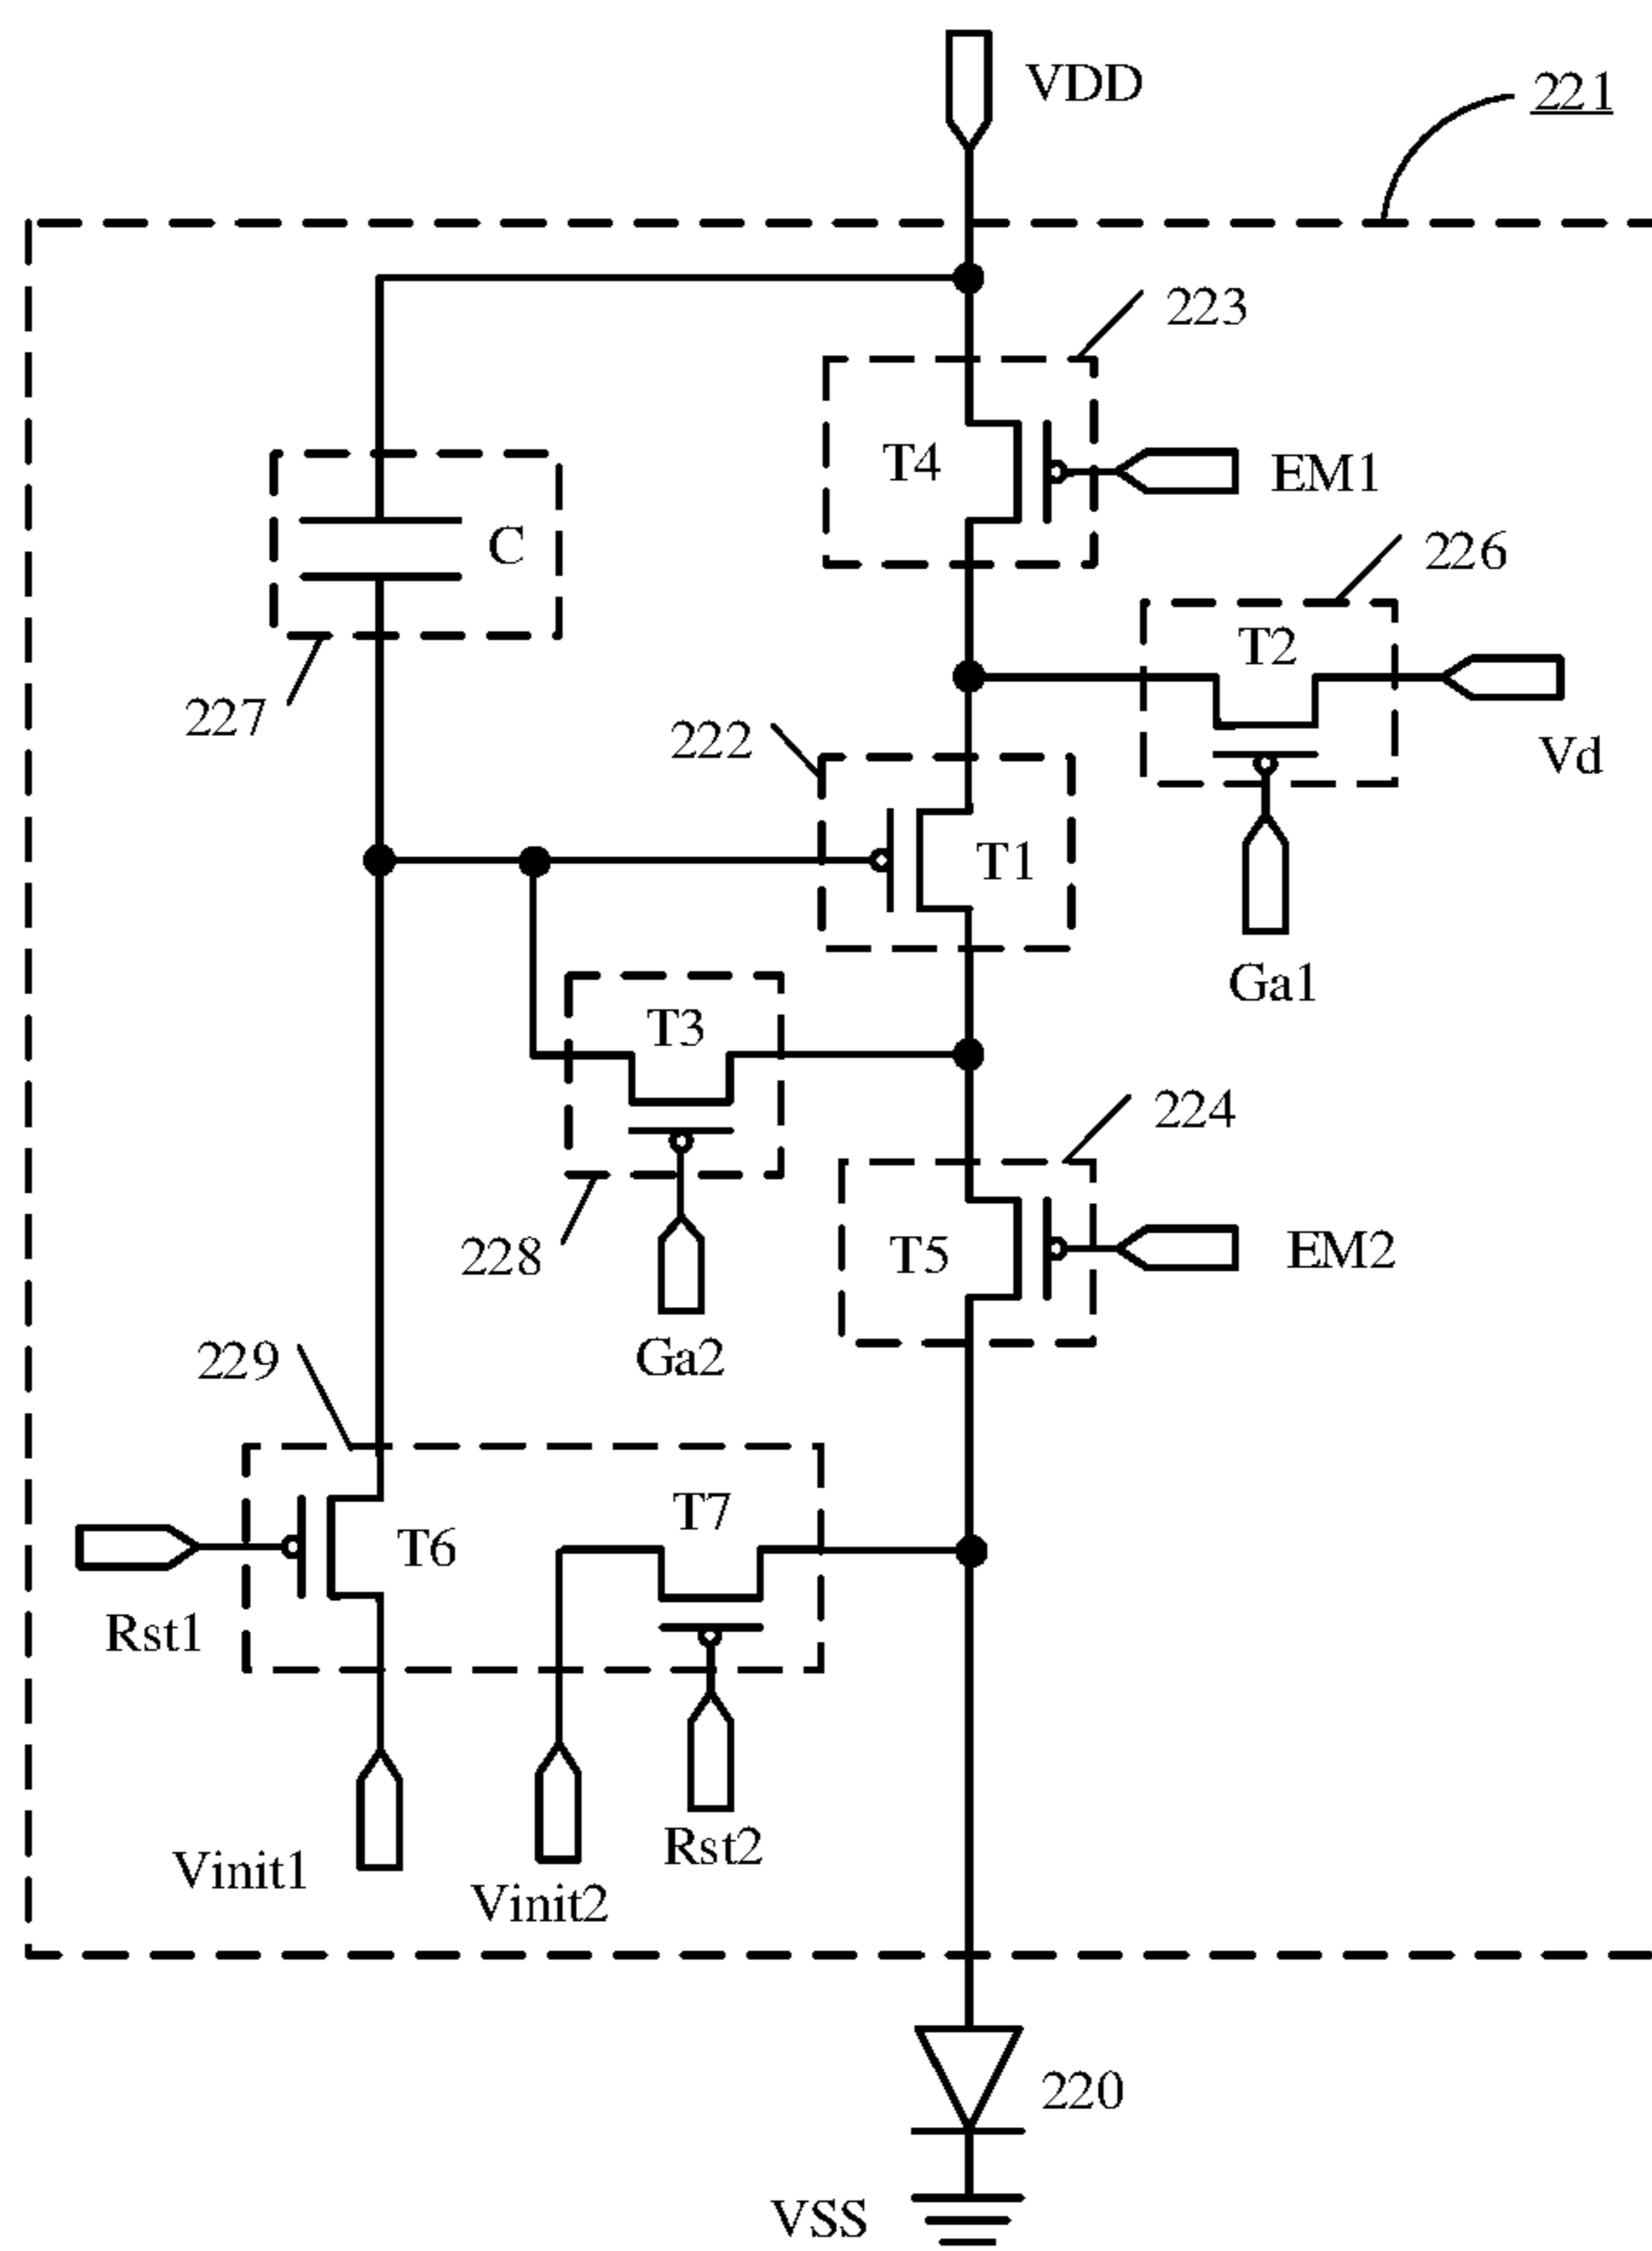 VDD
221
223
T4
EM1
C
226
T2
227
222
Vd
T1
Ga1
T3
224
228
T5
EM2
Ga2
229
T7
T6
Rst1
Rst2
Vinit1
Vinit2
220
VSS